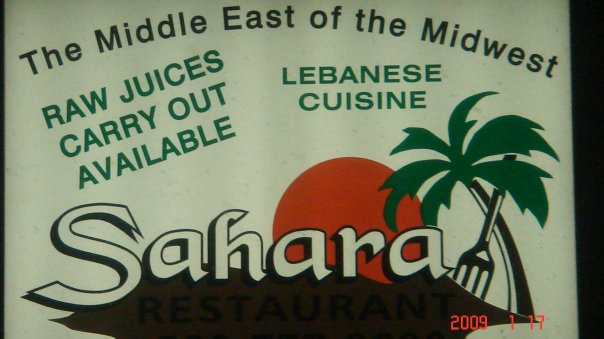 The Middle East of the Midwest
RAW JUICES
CARRY OUT
AVAILABLE
LEBANESE
CUISINE
Sahara
RESTAURANT
2009 1 17